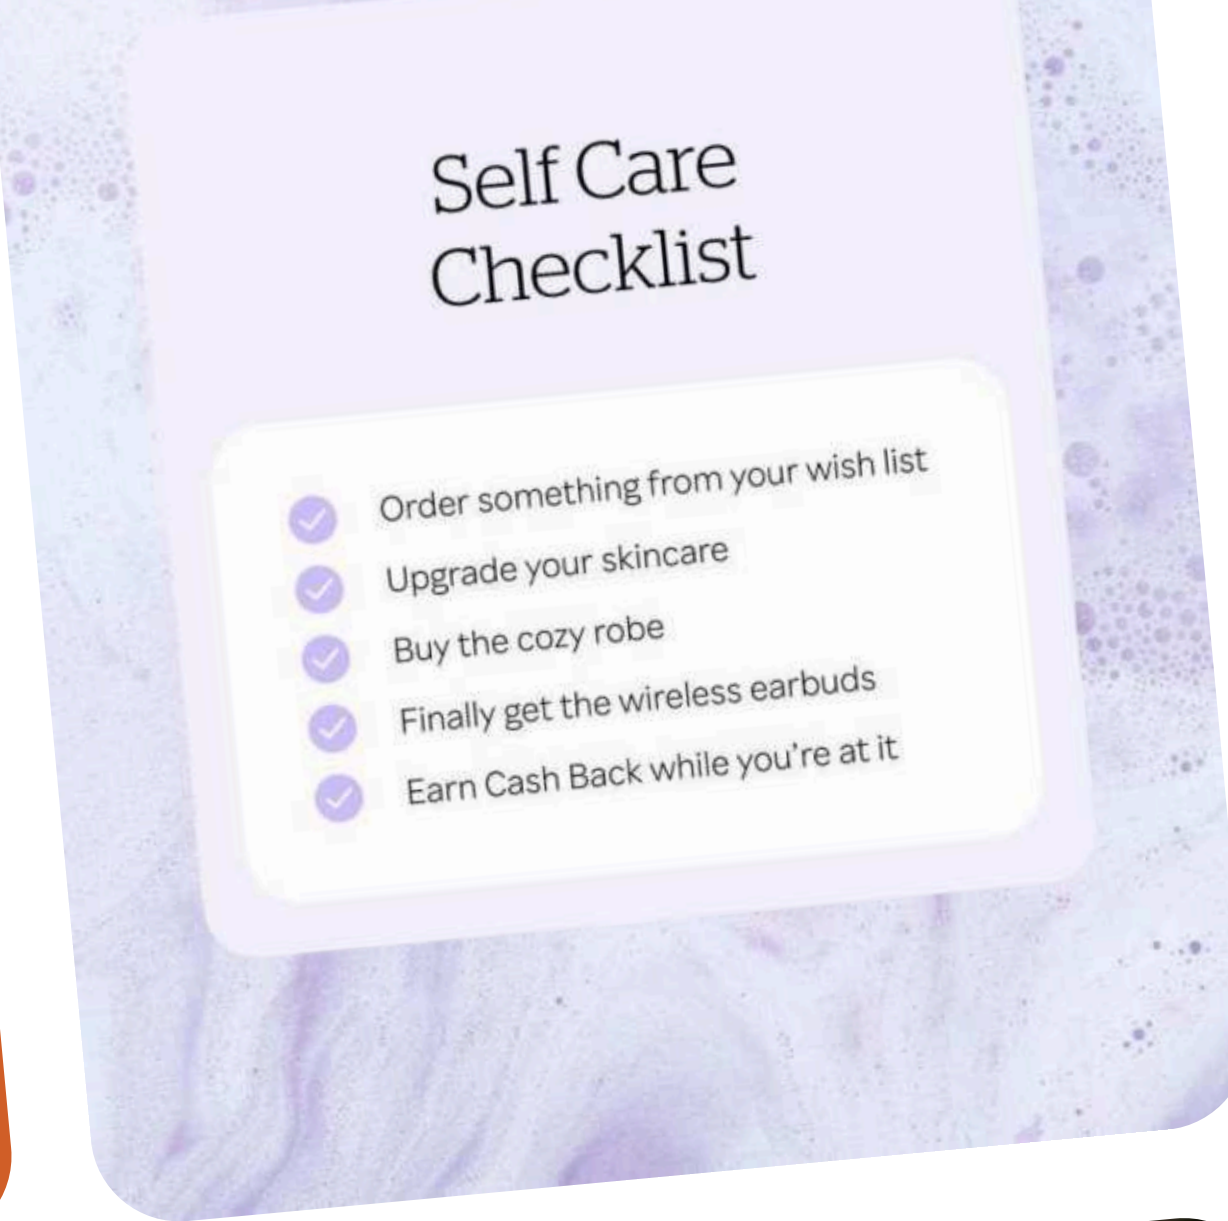 Self Care
Checklist
Order something from your wish list
Upgrade your skincare
Buy the cozy robe
Finally get the wireless earbuds
Earn Cash Back while you're at it